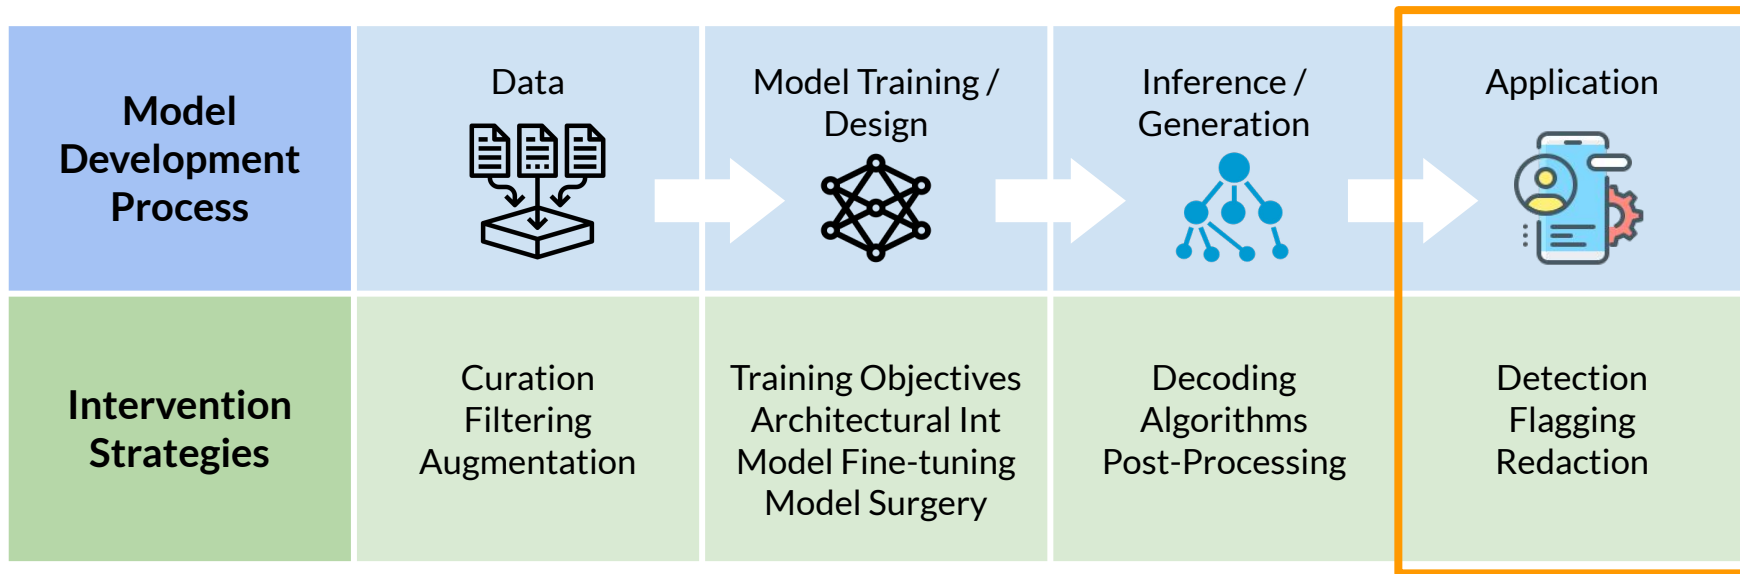 Model
Development
Process
Data
Model Training /
Design
Inference /
Generation
Application
Intervention
Strategies
Curation
Filtering
Augmentation
Training Objectives
Architectural Int
Model Fine-tuning
Model Surgery
Decoding
Algorithms
Post-Processing
Detection
Flagging
Redaction